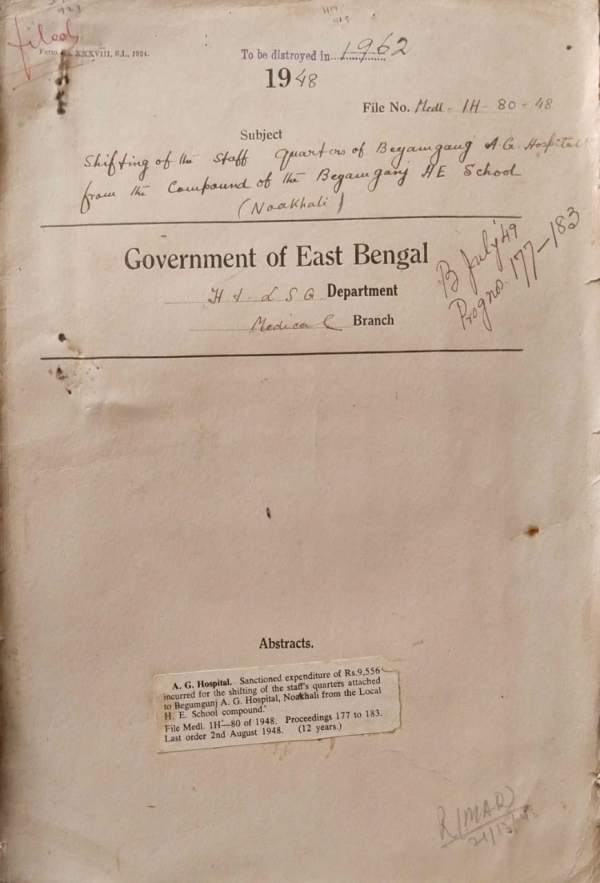 filed
Form No. XXXVIII, S.I., 1924.
To be distroyed in 1962
1948
File No. Medl - 1H - 80 - 48
Subject
Shifting of the Staff quarters of Begamgang A.G. Hospital
from the Compound of the Begamganj HE School
(Noakhali)
Government of East Bengal
H & L S G Department
Medical Branch
B July '49
Prog nos. 177-183
Abstracts.
A. G. Hospital. Sanctioned expenditure of Rs.9,556
incurred for the shifting of the staff's quarters attached
to Begumgunj A. G. Hospital, Noakhali from the Local
H. E. School compound.
File Medl. 1H—80 of 1948. Proceedings 177 to 183.
Last order 2nd August 1948. (12 years.)